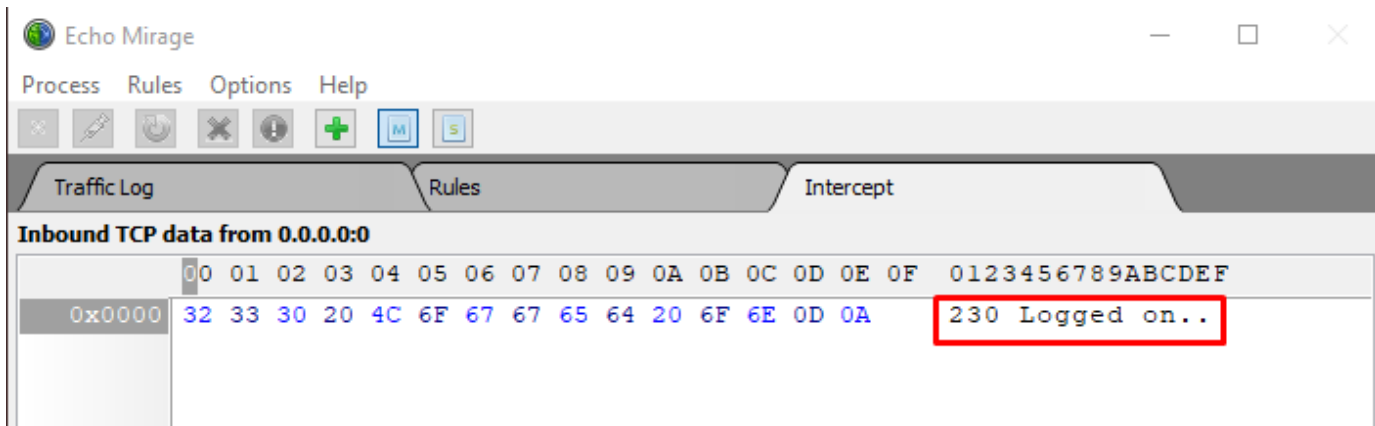 Echo Mirage
Process Rules Options Help
M S
Traffic Log Rules Intercept
Inbound TCP data from 0.0.0.0:0
00 01 02 03 04 05 06 07 08 09 0A 0B 0C 0D 0E 0F 0123456789ABCDEF
0x0000 32 33 30 20 4C 6F 67 67 65 64 20 6F 6E 0D 0A 230 Logged on..